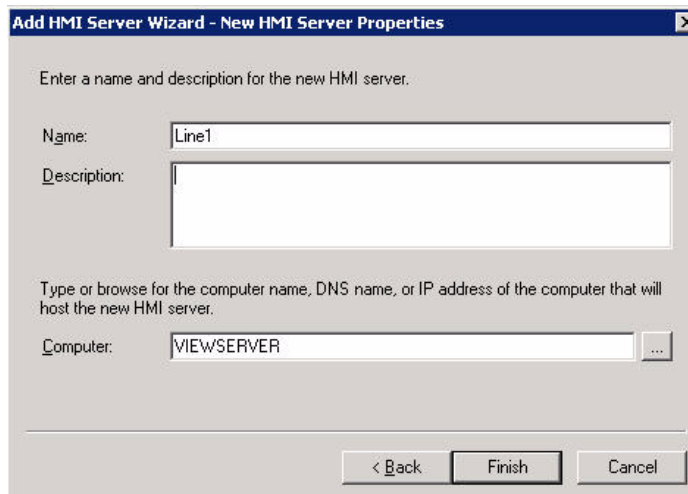 Add HMI Server Wizard - New HMI Server Properties
Enter a name and description for the new HMI server.
Name: Line1
Description:
Type or browse for the computer name, DNS name, or IP address of the computer that will
host the new HMI server.
Computer: VIEWSERVER ...
< Back Finish Cancel